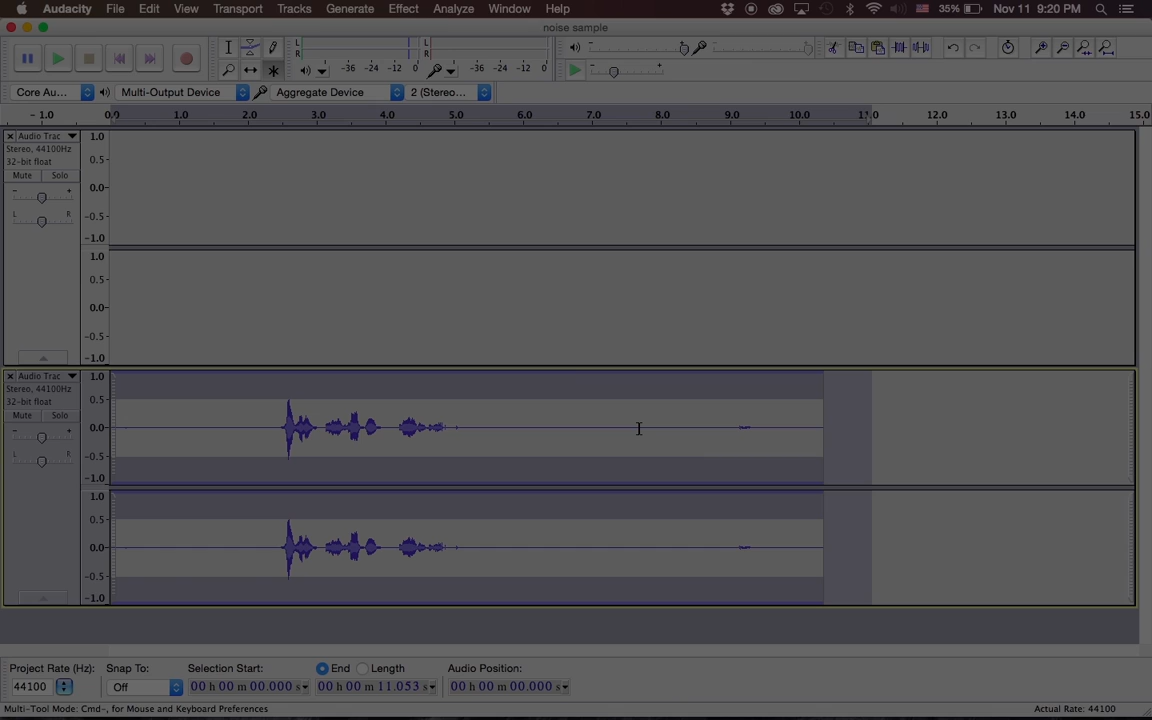 Audacity File Edit View Transport Tracks Generate Effect Analyze Window Help 35% Nov 11 9:20 PM
noise sample
L R -36 -24 -12 0 L R -36 -24 -12 0
Core Au... Multi-Output Device Aggregate Device 2 (Stereo...
- 1.0 0.0 1.0 2.0 3.0 4.0 5.0 6.0 7.0 8.0 9.0 10.0 11.0 12.0 13.0 14.0 15.0
Audio Trac 1.0
Stereo, 44100Hz
32-bit float 0.5
Mute Solo
- + 0.0
L R
-0.5
-1.0
1.0
0.5
0.0
-0.5
-1.0
Audio Trac 1.0
Stereo, 44100Hz
32-bit float 0.5
Mute Solo
- + 0.0
L R -0.5
-1.0
1.0
0.5
0.0
-0.5
-1.0
Project Rate (Hz): Snap To: Selection Start: End Length Audio Position:
44100 Off 00 h 00 m 00.000 s 00 h 00 m 11.053 s 00 h 00 m 00.000 s
Multi-Tool Mode: Cmd-, for Mouse and Keyboard Preferences Actual Rate: 44100